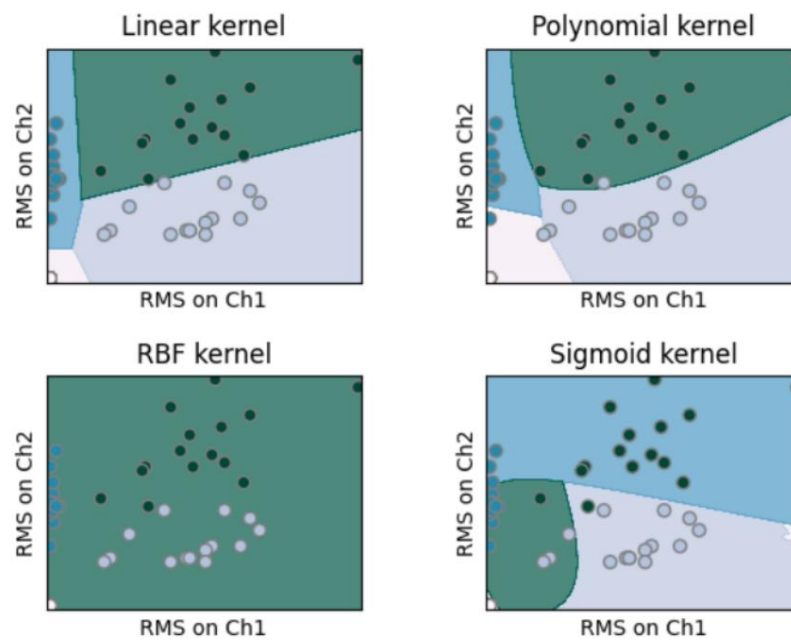 Linear kernel
Polynomial kernel
RMS on Ch2
RMS on Ch2
RMS on Ch1
RMS on Ch1
RBF kernel
Sigmoid kernel
RMS on Ch2
RMS on Ch2
RMS on Ch1
RMS on Ch1